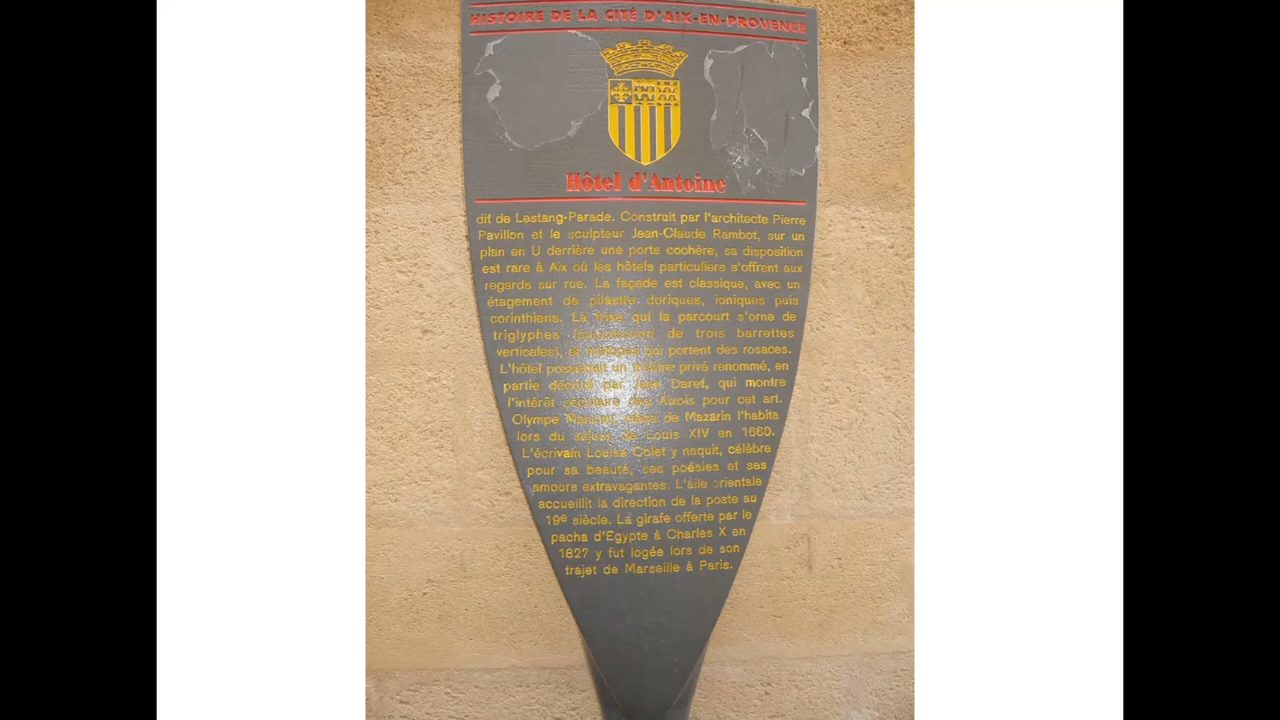 HISTOIRE DE LA CITÉ D'AIX-EN-PROVENCE
Hôtel d'Antoine
dit de Lestang-Parade. Construit par l'architecte Pierre
Pavillon et le sculpteur Jean-Claude Rambot, sur un
plan en U derrière une porte cochère, sa disposition
est rare à Aix où les hôtels particuliers s'offrent aux
regards sur rue. La façade est classique, avec un
étagement de pilastre doriques, ioniques puis
corinthiens. La frise qui la parcourt s'orne de
triglyphes de trois barrettes
verticales), et métopes qui portent des rosaces.
L'hôtel possédait un théâtre privé renommé, en
partie décoré par Jean Daret, qui montre
l'intérêt séculaire des Aixois pour cet art.
Olympe Mancini, nièce de Mazarin l'habita
lors du séjour de Louis XIV en 1660.
L'écrivain Louise Colet y naquit, célèbre
pour sa beauté, ses poésies et ses
amours extravagantes. L'aile orientale
accueillit la direction de la poste au
19e siècle. La girafe offerte par le
pacha d'Egypte à Charles X en
1827 y fut logée lors de son
trajet de Marseille à Paris.